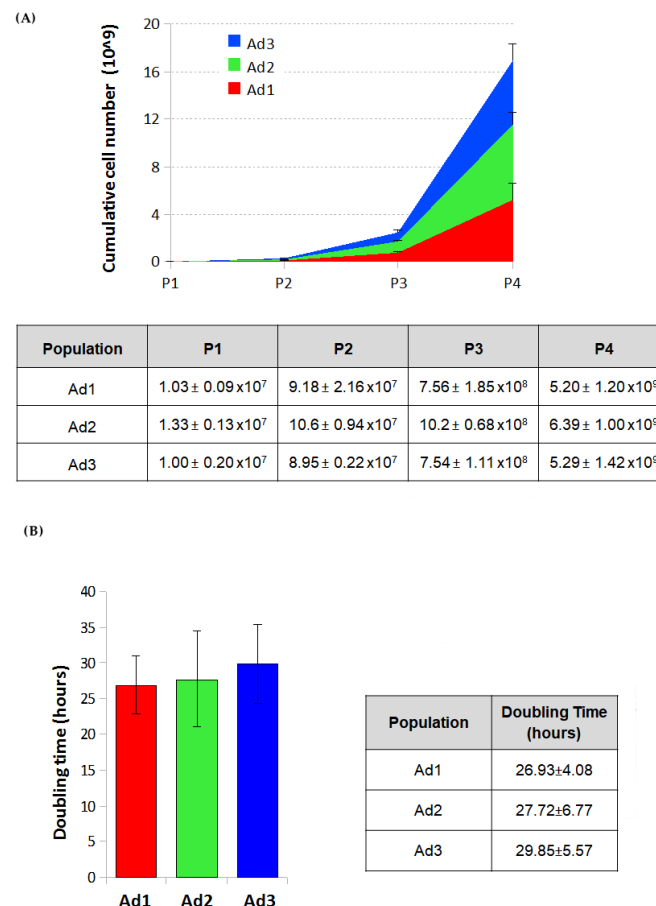 (A)
20
16
12
8
4
0
Cumulative cell number (10^9)
Ad3
Ad2
Ad1
P1 P2 P3 P4
Population P1 P2 P3 P4
Ad1 1.03 ± 0.09 x10⁷ 9.18 ± 2.16 x10⁷ 7.56 ± 1.85 x10⁸ 5.20 ± 1.20 x10⁹
Ad2 1.33 ± 0.13 x10⁷ 10.6 ± 0.94 x10⁷ 10.2 ± 0.68 x10⁸ 6.39 ± 1.00 x10⁹
Ad3 1.00 ± 0.20 x10⁷ 8.95 ± 0.22 x10⁷ 7.54 ± 1.11 x10⁸ 5.29 ± 1.42 x10⁹
(B)
40
35
30
25
20
15
10
5
0
Doubling time (hours)
Ad1 Ad2 Ad3
Population Doubling Time
(hours)
Ad1 26.93±4.08
Ad2 27.72±6.77
Ad3 29.85±5.57